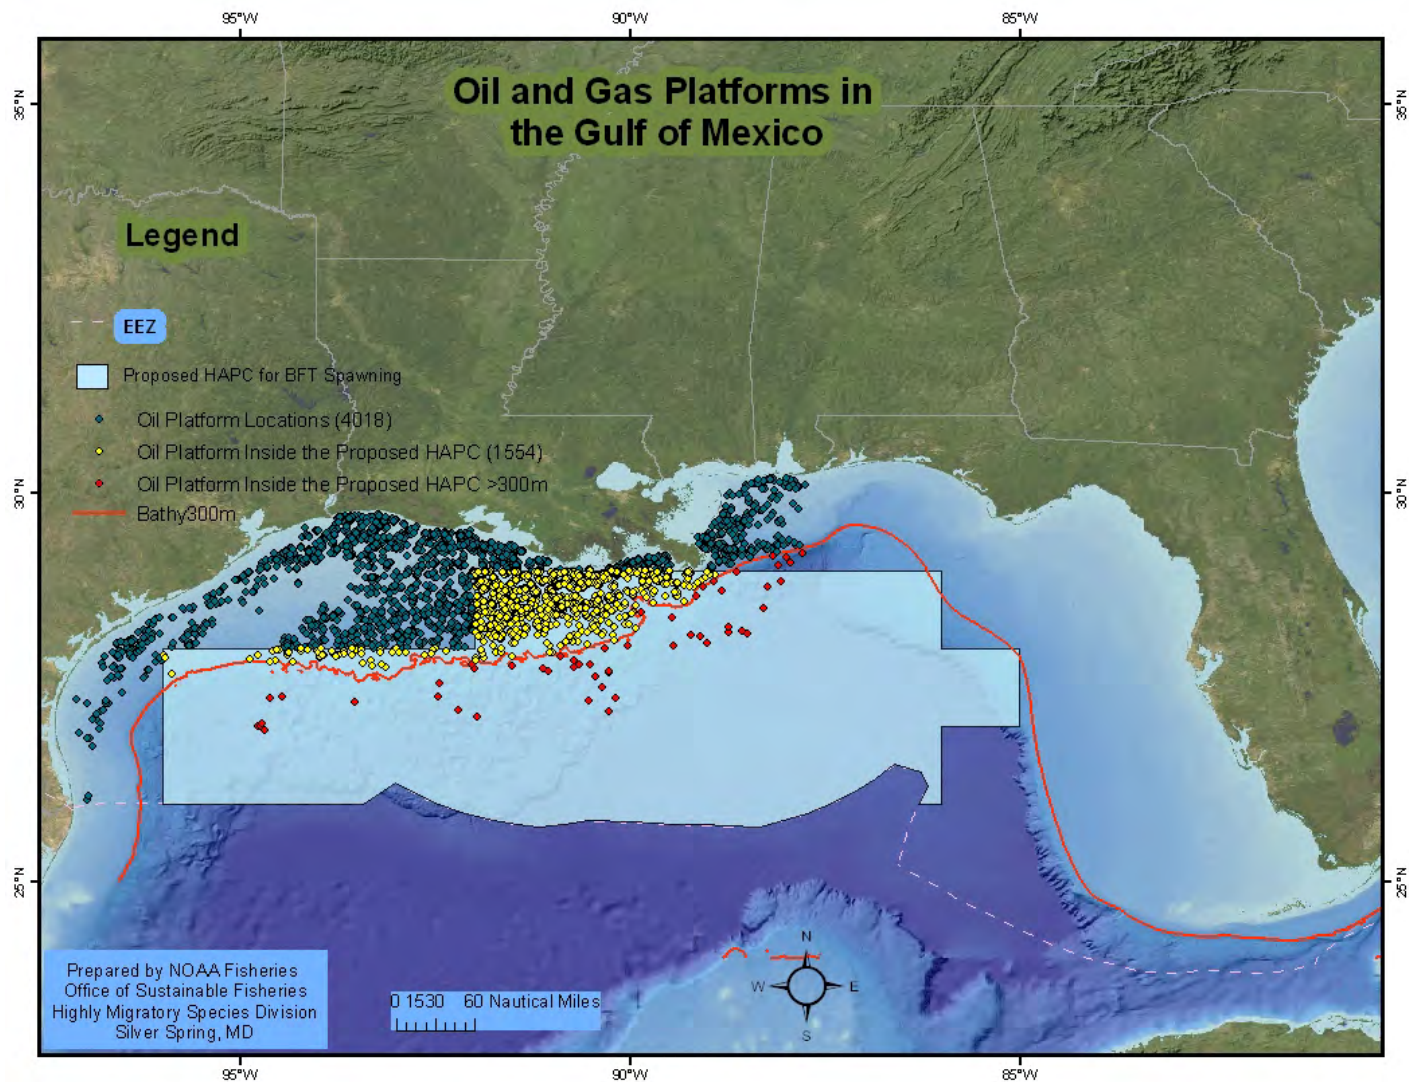 95°W 90°W 85°W
35°N 35°N
Oil and Gas Platforms in
the Gulf of Mexico
Legend
EEZ
Proposed HAPC for BFT Spawning
Oil Platform Locations (4018)
Oil Platform Inside the Proposed HAPC (1554)
Oil Platform Inside the Proposed HAPC >300m
Bathy300m
30°N 30°N
25°N 25°N
N
W E
S
0 1530 60 Nautical Miles
Prepared by NOAA Fisheries
Office of Sustainable Fisheries
Highly Migratory Species Division
Silver Spring, MD
95°W 90°W 85°W